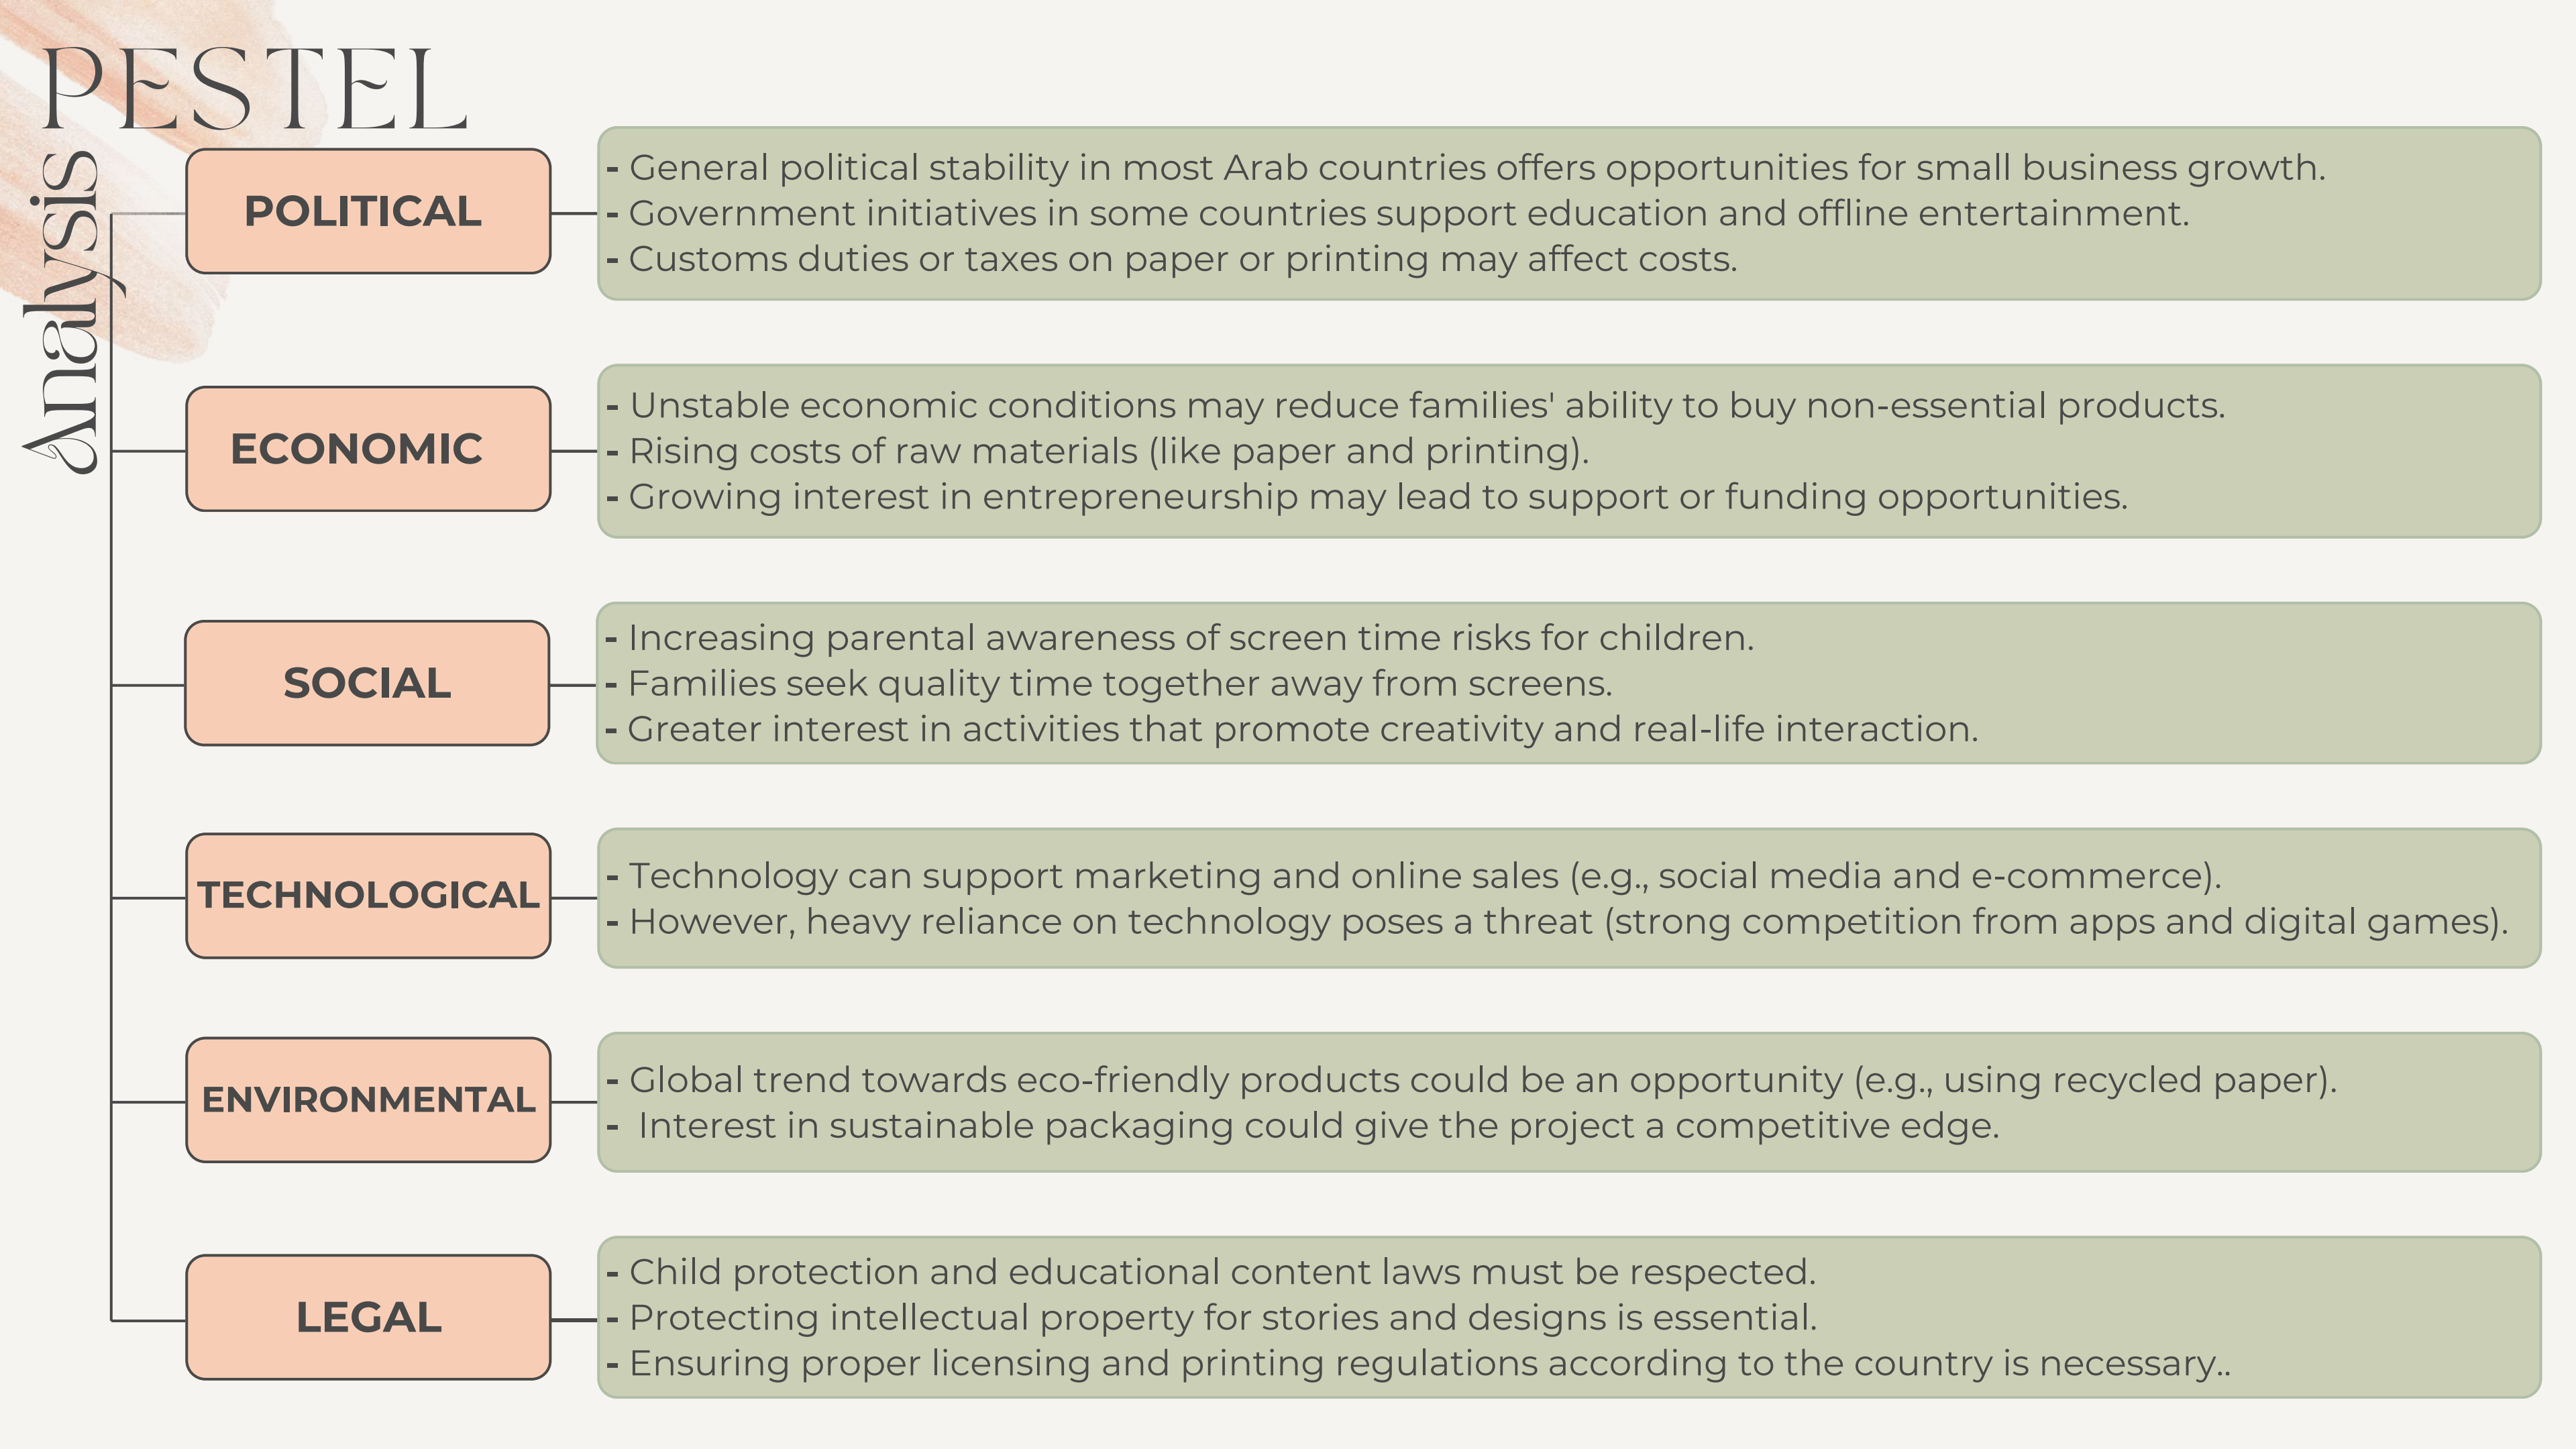 PESTEL
Analysis
POLITICAL
- General political stability in most Arab countries offers opportunities for small business growth.
- Government initiatives in some countries support education and offline entertainment.
- Customs duties or taxes on paper or printing may affect costs.
ECONOMIC
- Unstable economic conditions may reduce families' ability to buy non-essential products.
- Rising costs of raw materials (like paper and printing).
- Growing interest in entrepreneurship may lead to support or funding opportunities.
SOCIAL
- Increasing parental awareness of screen time risks for children.
- Families seek quality time together away from screens.
- Greater interest in activities that promote creativity and real-life interaction.
TECHNOLOGICAL
- Technology can support marketing and online sales (e.g., social media and e-commerce).
- However, heavy reliance on technology poses a threat (strong competition from apps and digital games).
ENVIRONMENTAL
- Global trend towards eco-friendly products could be an opportunity (e.g., using recycled paper).
- Interest in sustainable packaging could give the project a competitive edge.
LEGAL
- Child protection and educational content laws must be respected.
- Protecting intellectual property for stories and designs is essential.
- Ensuring proper licensing and printing regulations according to the country is necessary..